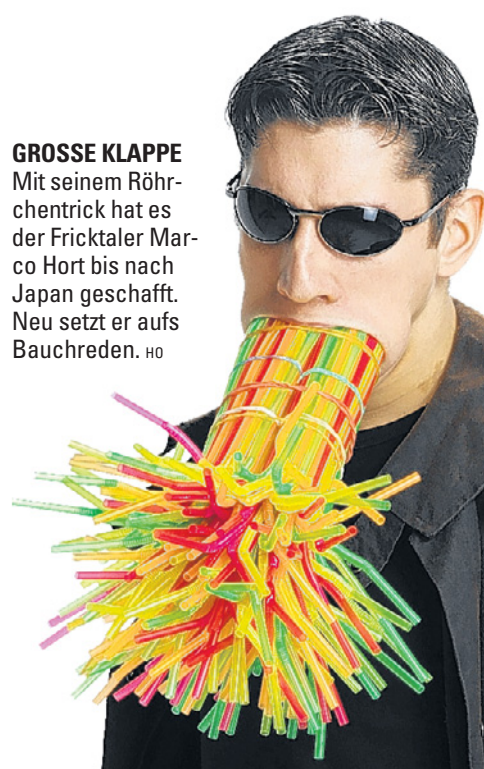 GROSSE KLAPPE
Mit seinem Röhr-
chentrick hat es
der Fricktaler Mar-
co Hort bis nach
Japan geschafft.
Neu setzt er aufs
Bauchreden. HO